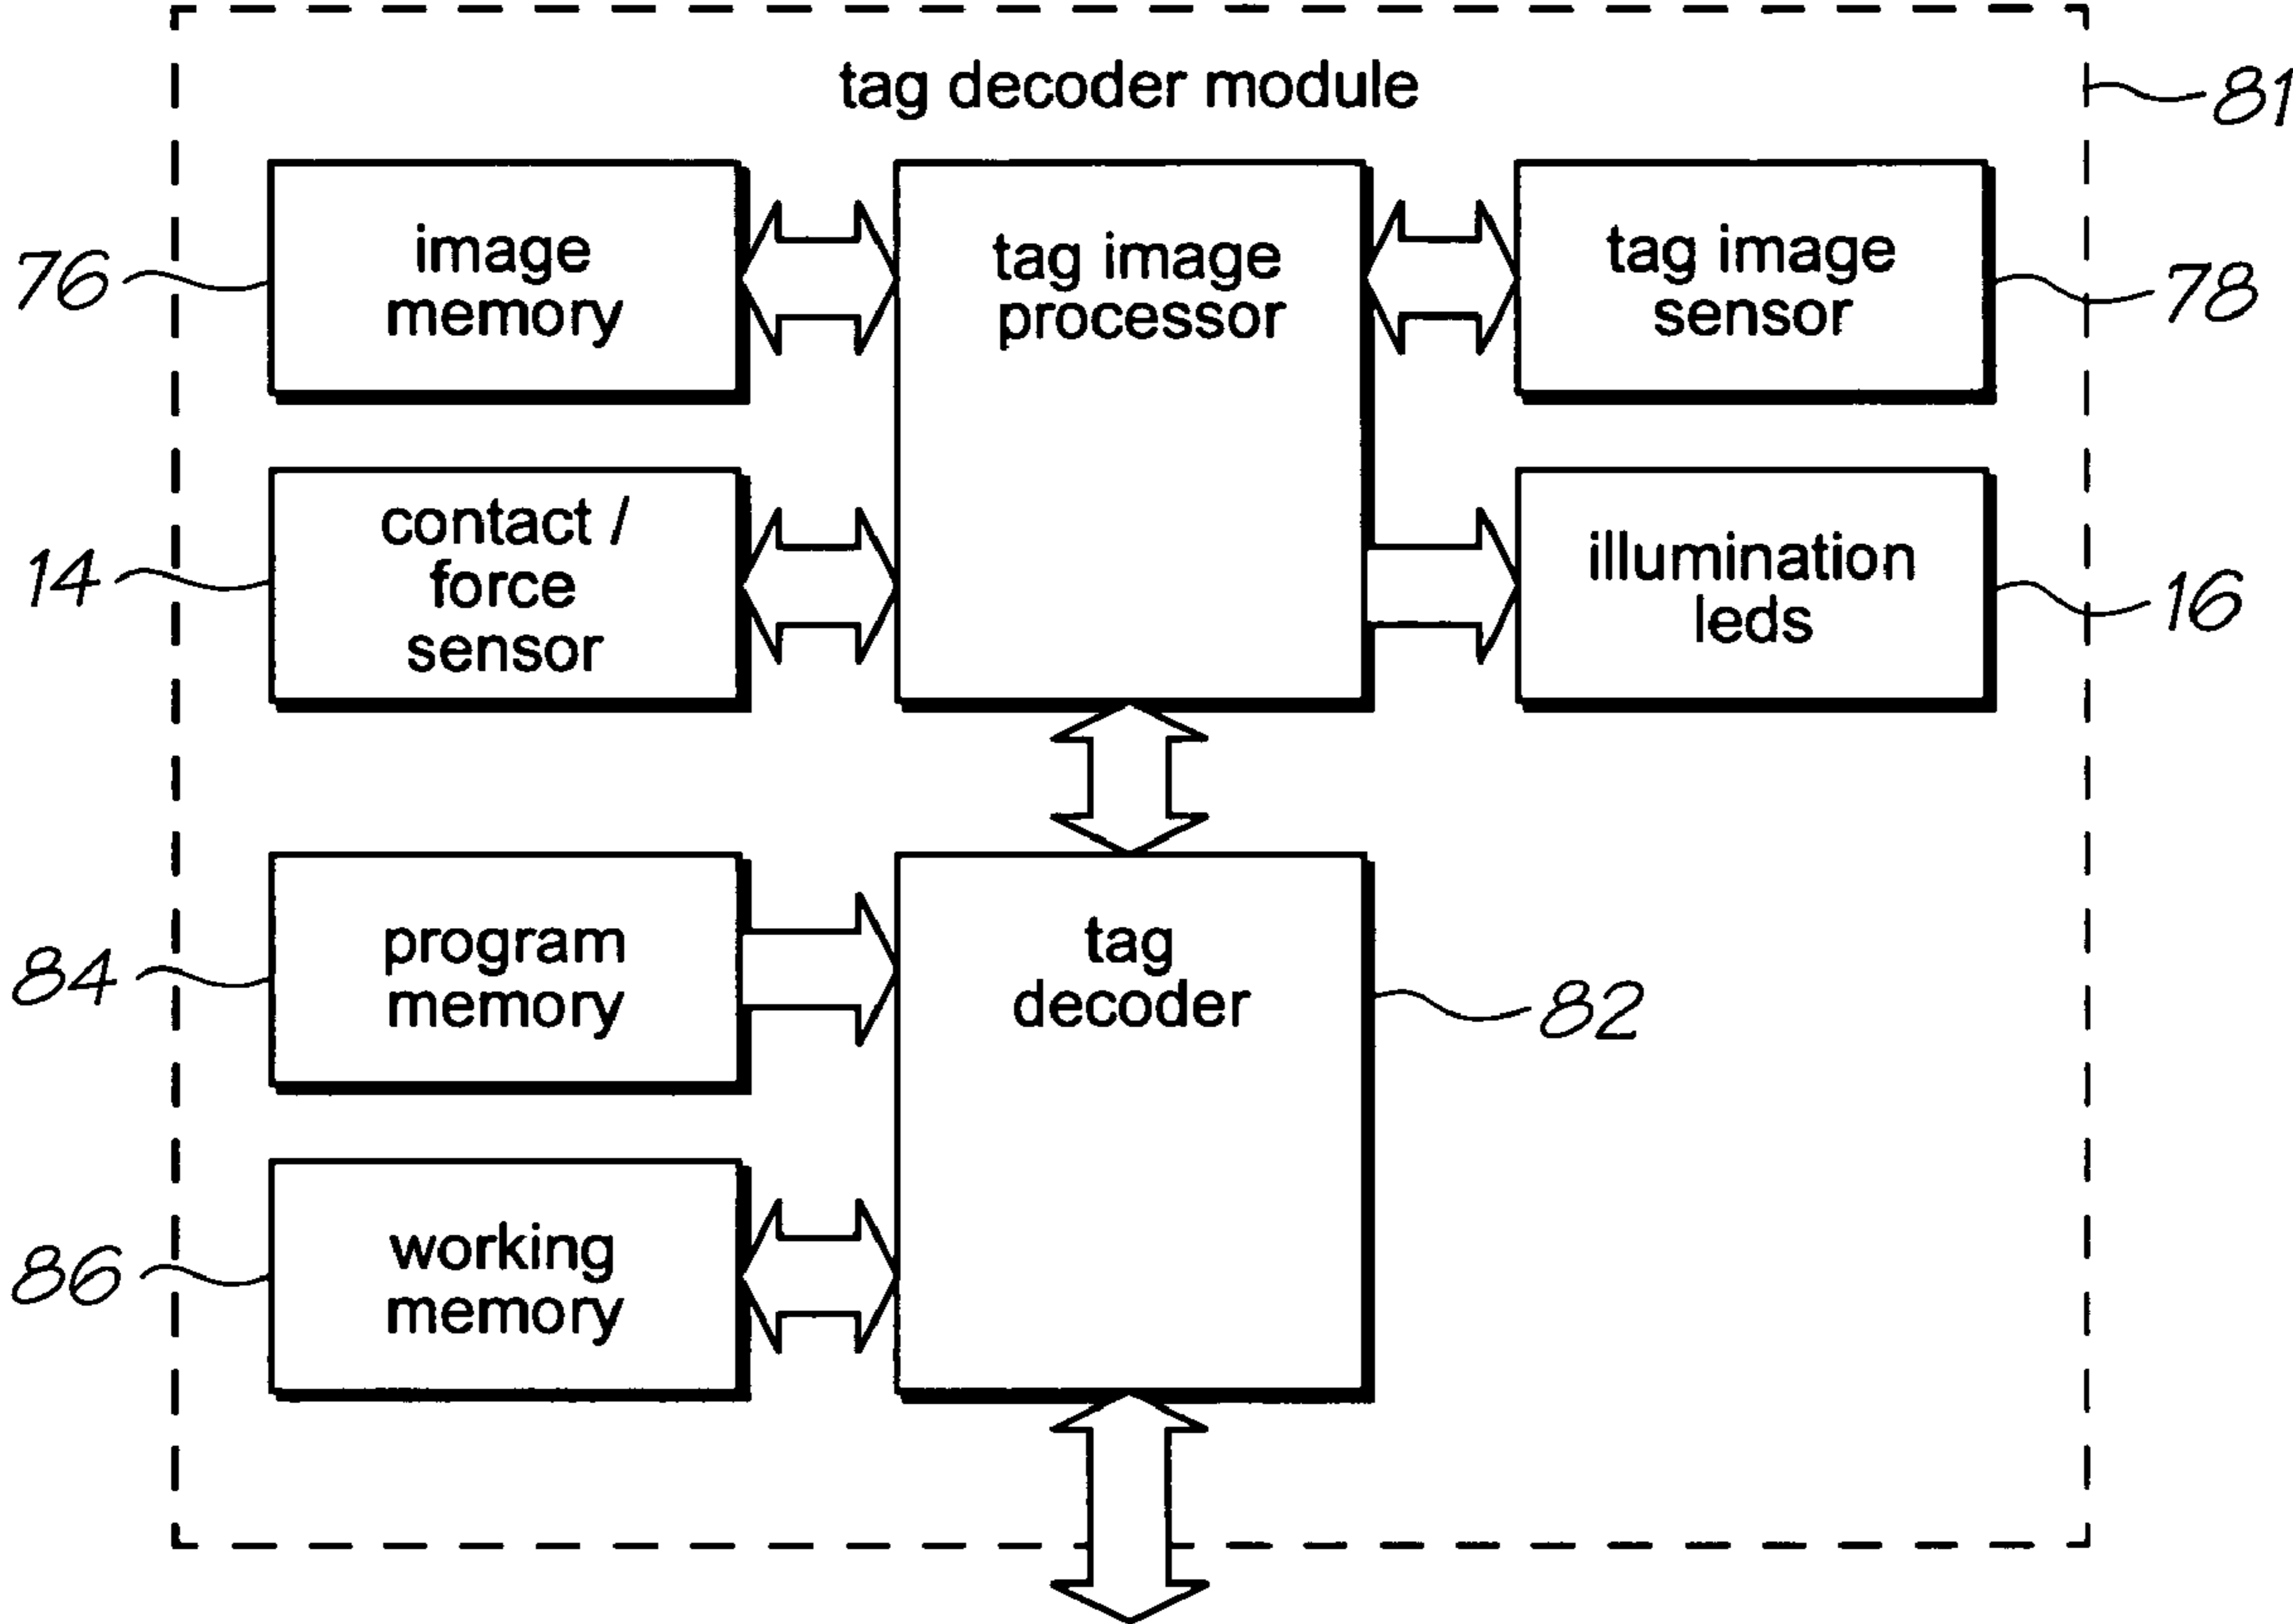 tag decoder module
81
image
memory
76
tag image
processor
tag image
sensor
78
contact /
force
sensor
14
illumination
leds
16
program
memory
84
tag
decoder
82
working
memory
86